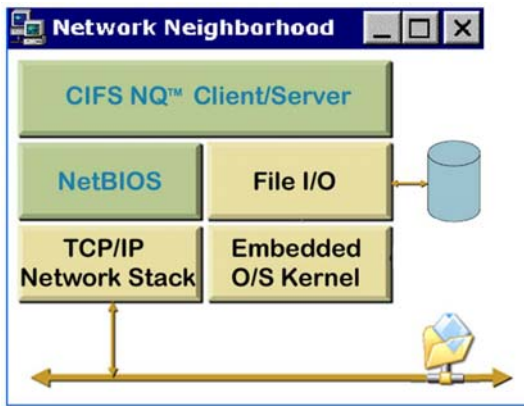 Network Neighborhood
CIFS NQ™ Client/Server
NetBIOS
File I/O
TCP/IP
Network Stack
Embedded
O/S Kernel